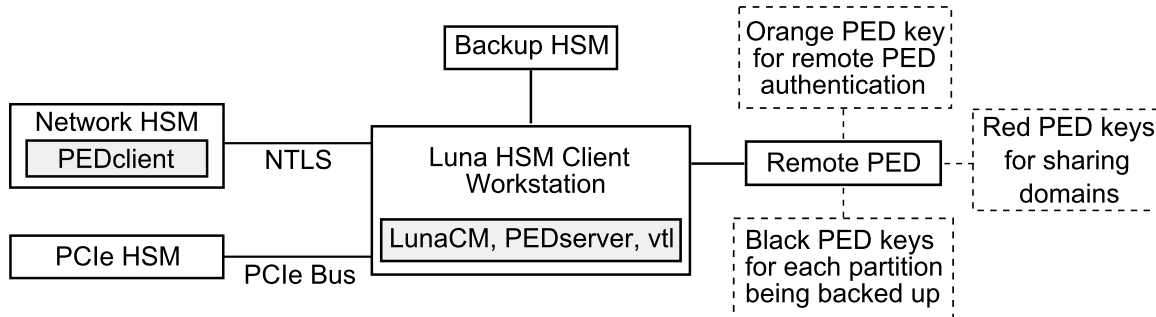 Backup HSM
Orange PED key
for remote PED
authentication
Network HSM
PEDclient
NTLS
Luna HSM Client
Workstation
LunaCM, PEDserver, vtl
Remote PED
Red PED keys
for sharing
domains
PCIe HSM
PCIe Bus
Black PED keys
for each partition
being backed up